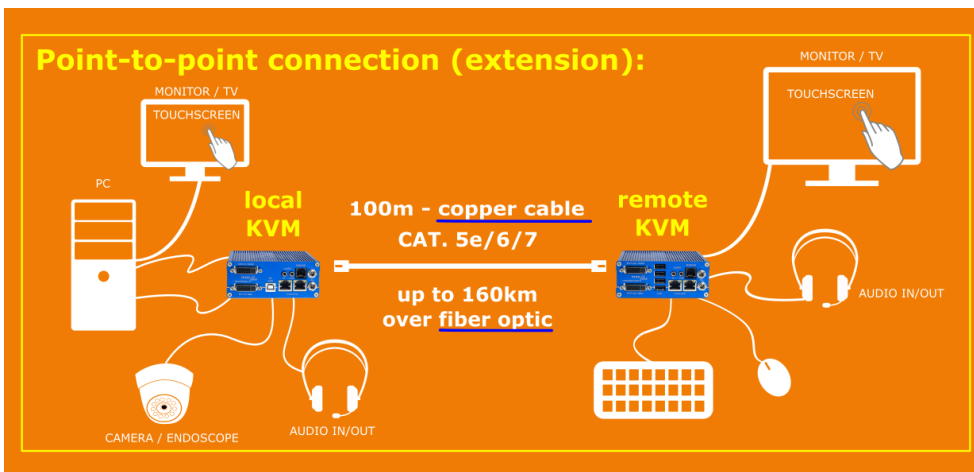 Point-to-point connection (extension):
MONITOR / TV
TOUCHSCREEN
MONITOR / TV
TOUCHSCREEN
PC
local
KVM
100m - copper cable
CAT. 5e/6/7
up to 160km
over fiber optic
remote
KVM
AUDIO IN/OUT
CAMERA / ENDOSCOPE
AUDIO IN/OUT